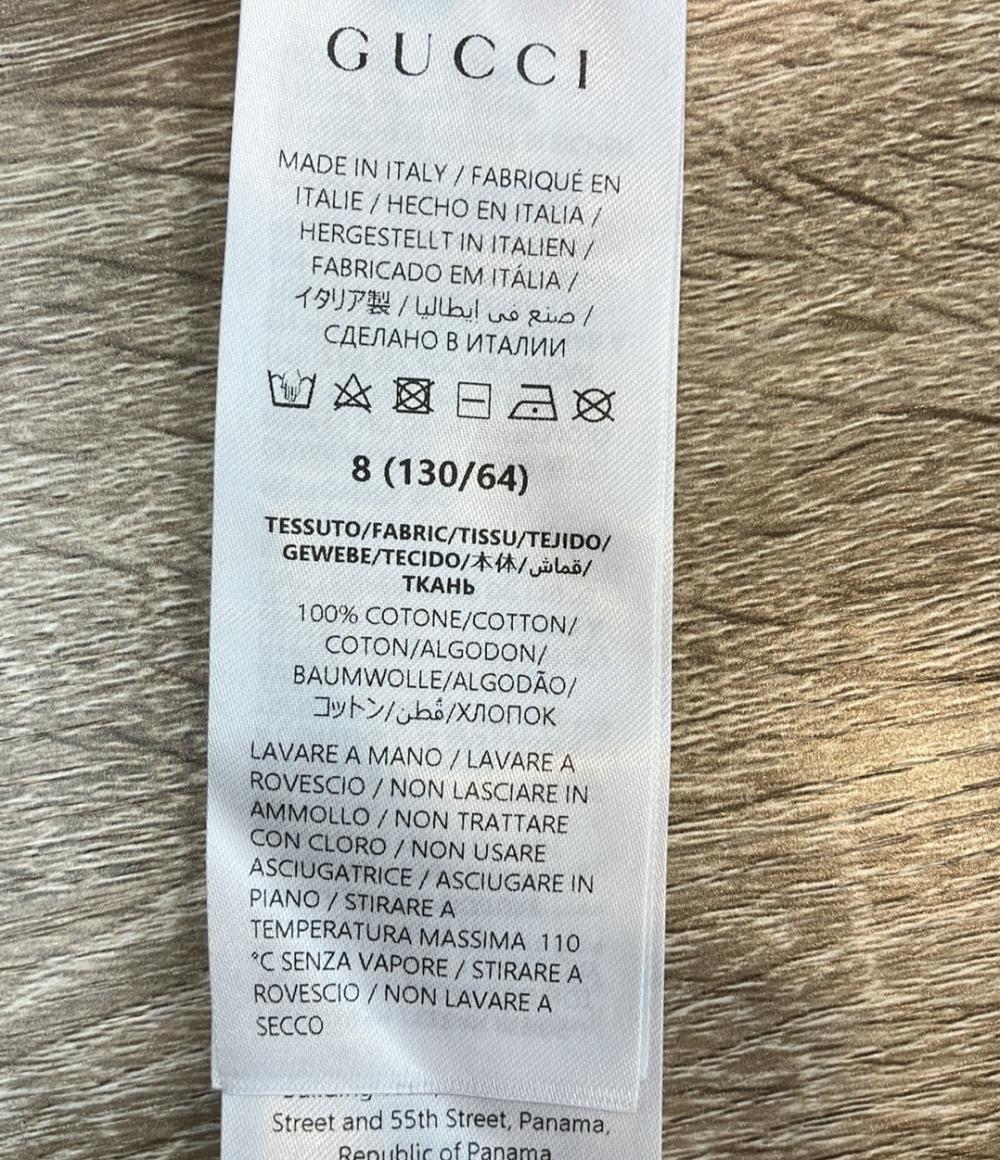 GUCCI
MADE IN ITALY / FABRIQUÉ EN
ITALIE / HECHO EN ITALIA /
HERGESTELLT IN ITALIEN /
FABRICADO EM ITÁLIA /
イタリア製 / صنع في ايطاليا /
СДЕЛАНО В ИТАЛИИ
8 (130/64)
TESSUTO/FABRIC/TISSU/TEJIDO/
GEWEBE/TECIDO/本体/قماش/
ТКАНЬ
100% COTONE/COTTON/
COTON/ALGODON/
BAUMWOLLE/ALGODÃO/
コットン/قُطن/ХЛОПОК
LAVARE A MANO / LAVARE A
ROVESCIO / NON LASCIARE IN
AMMOLLO / NON TRATTARE
CON CLORO / NON USARE
ASCIUGATRICE / ASCIUGARE IN
PIANO / STIRARE A
TEMPERATURA MASSIMA 110
°C SENZA VAPORE / STIRARE A
ROVESCIO / NON LAVARE A
SECCO
Street and 55th Street, Panama,
Republic of Panama